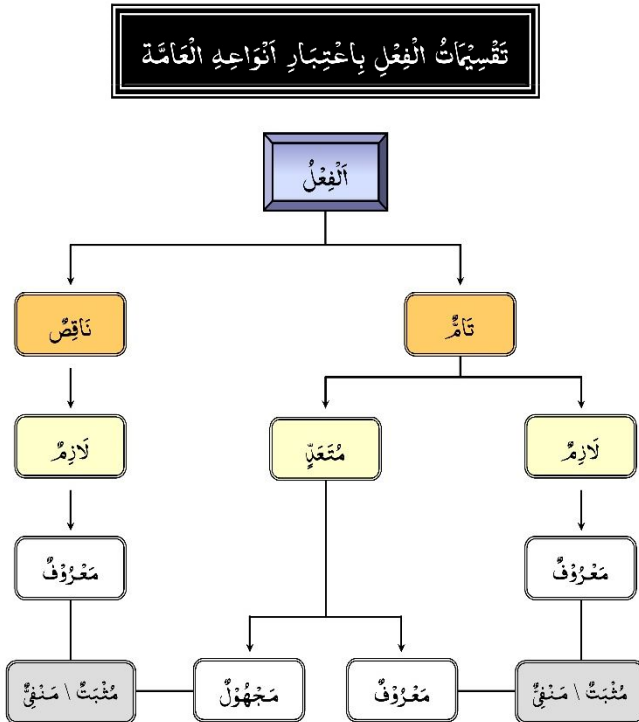 تَقْسِيْمَاتُ الْفِعْلِ بِاعْتِبَارِ اَنْوَاعِهِ الْعَامَّة
اَلْفِعْلُ
تَامٌّ
نَاقِصٌ
لَازِمٌ
مُتَعَدٍّ
لَازِمٌ
مَعْرُوْفٌ
مَعْرُوْفٌ
مُثْبَتٌ \ مَنْفِيٌّ
مَعْرُوْفٌ
مَجْهُوْلٌ
مُثْبَتٌ \ مَنْفِيٌّ